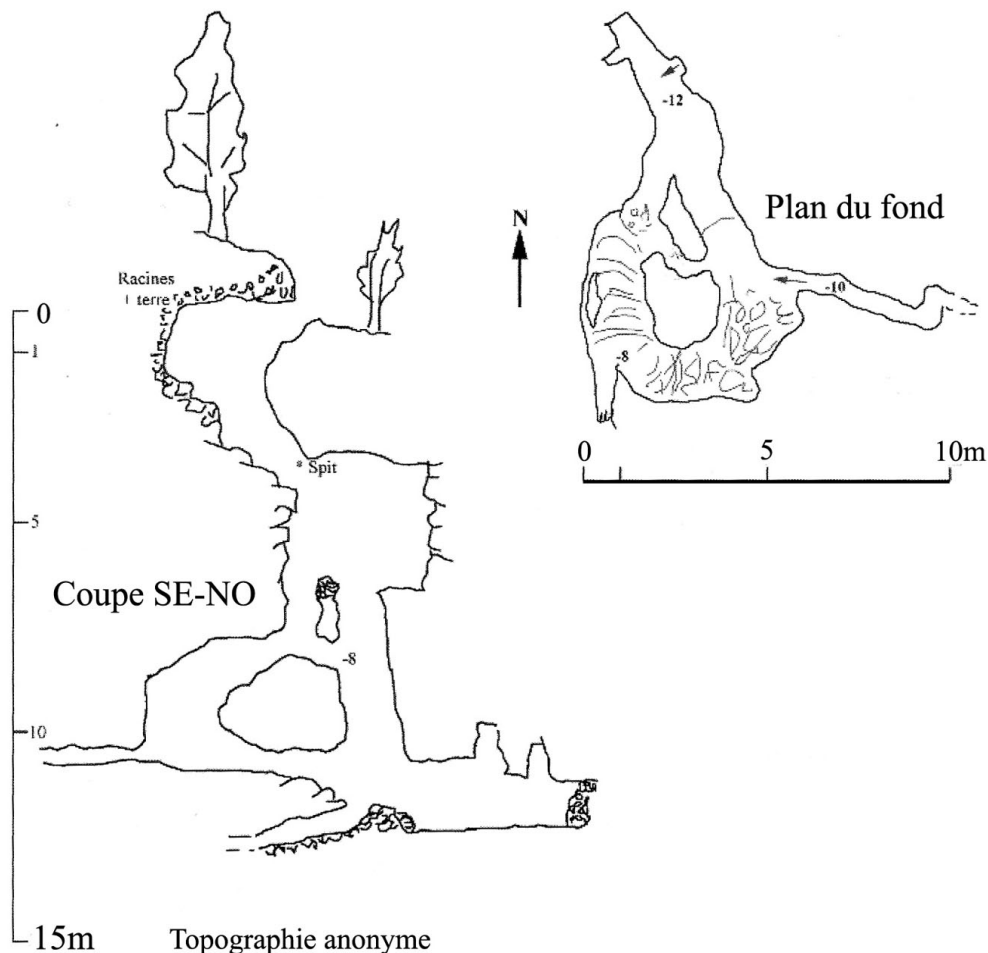 N
-12
Plan du fond
-10
-8
0
5
10m
Racines
+ terre
0
1
5
10
15m
* Spit
-8
Coupe SE-NO
Topographie anonyme